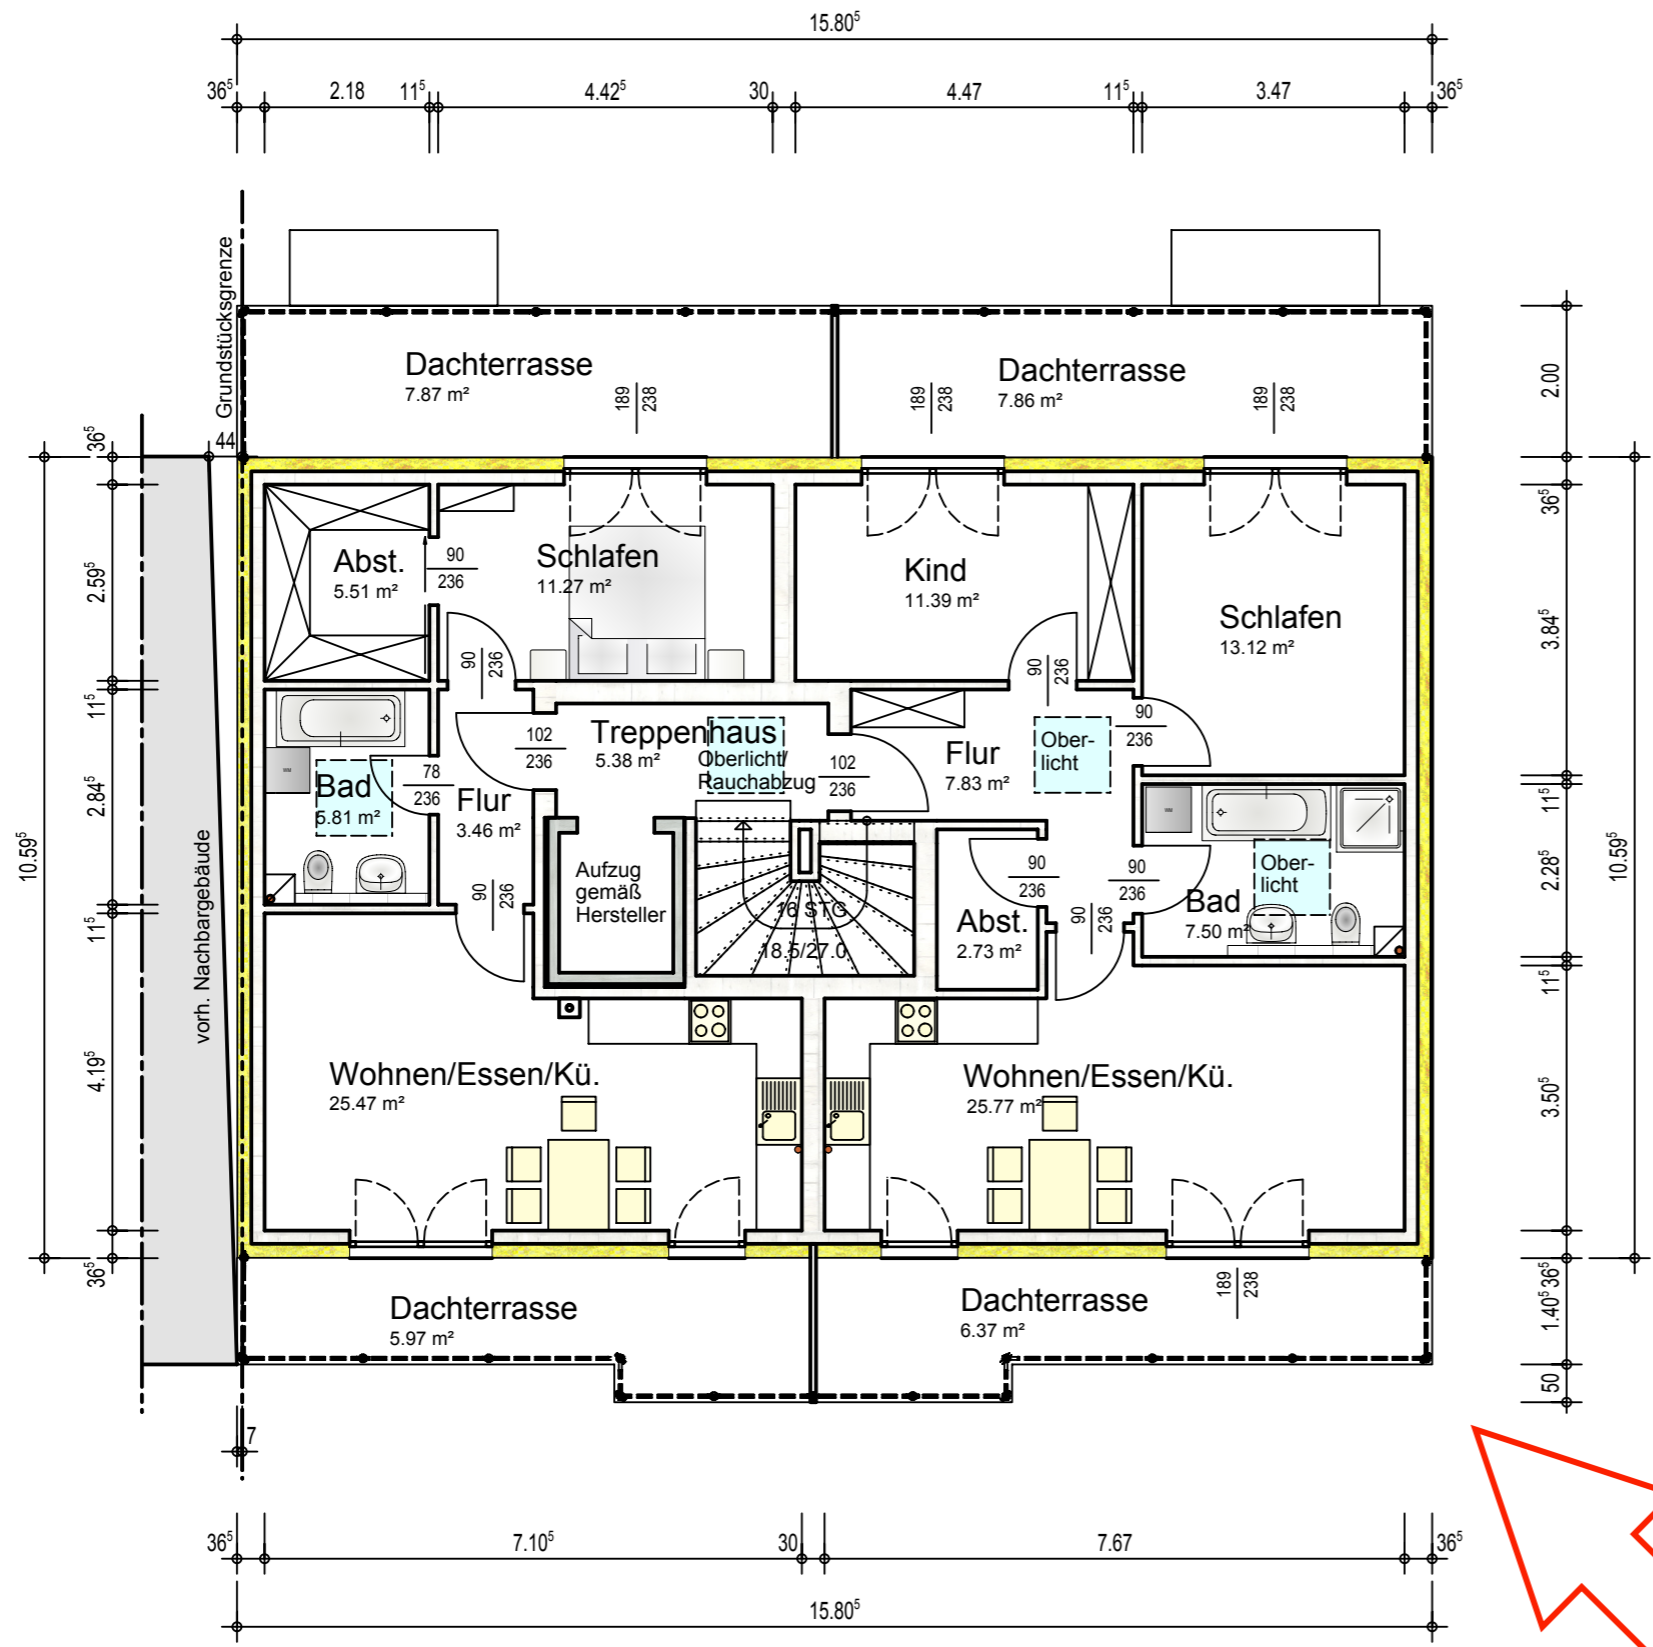 15.80⁵
36⁵ 2.18 11⁵ 4.42⁵ 30 4.47 11⁵ 3.47 36⁵
Grundstücksgrenze
Dachterrasse
7.87 m²
189
238
189
238
Dachterrasse
7.86 m²
189
238
2.00
36⁵
44
36⁵
2.59⁵
11⁵
2.84⁵
11⁵
4.19⁵
36⁵
10.59⁵
vorh. Nachbargebäude
Abst.
5.51 m²
90
236
Schlafen
11.27 m²
Kind
11.39 m²
Schlafen
13.12 m²
90
236
90
236
90
236
Treppenhaus
5.38 m²
Oberlicht/
Rauchabzug
102
236
102
236
Flur
7.83 m²
Ober-
licht
Bad
5.81 m²
78
236
Flur
3.46 m²
90
236
Aufzug
gemäß
Hersteller
16 STG
18.5/27.0
90
236
Abst.
2.73 m²
90
236
90
236
Ober-
licht
Bad
7.50 m²
3.84⁵
11⁵
2.28⁵
11⁵
3.50⁵
36⁵
1.40⁵
50
10.59⁵
Wohnen/Essen/Kü.
25.47 m²
Wohnen/Essen/Kü.
25.77 m²
Dachterrasse
5.97 m²
Dachterrasse
6.37 m²
189
238
7
36⁵ 7.10⁵ 30 7.67 36⁵
15.80⁵